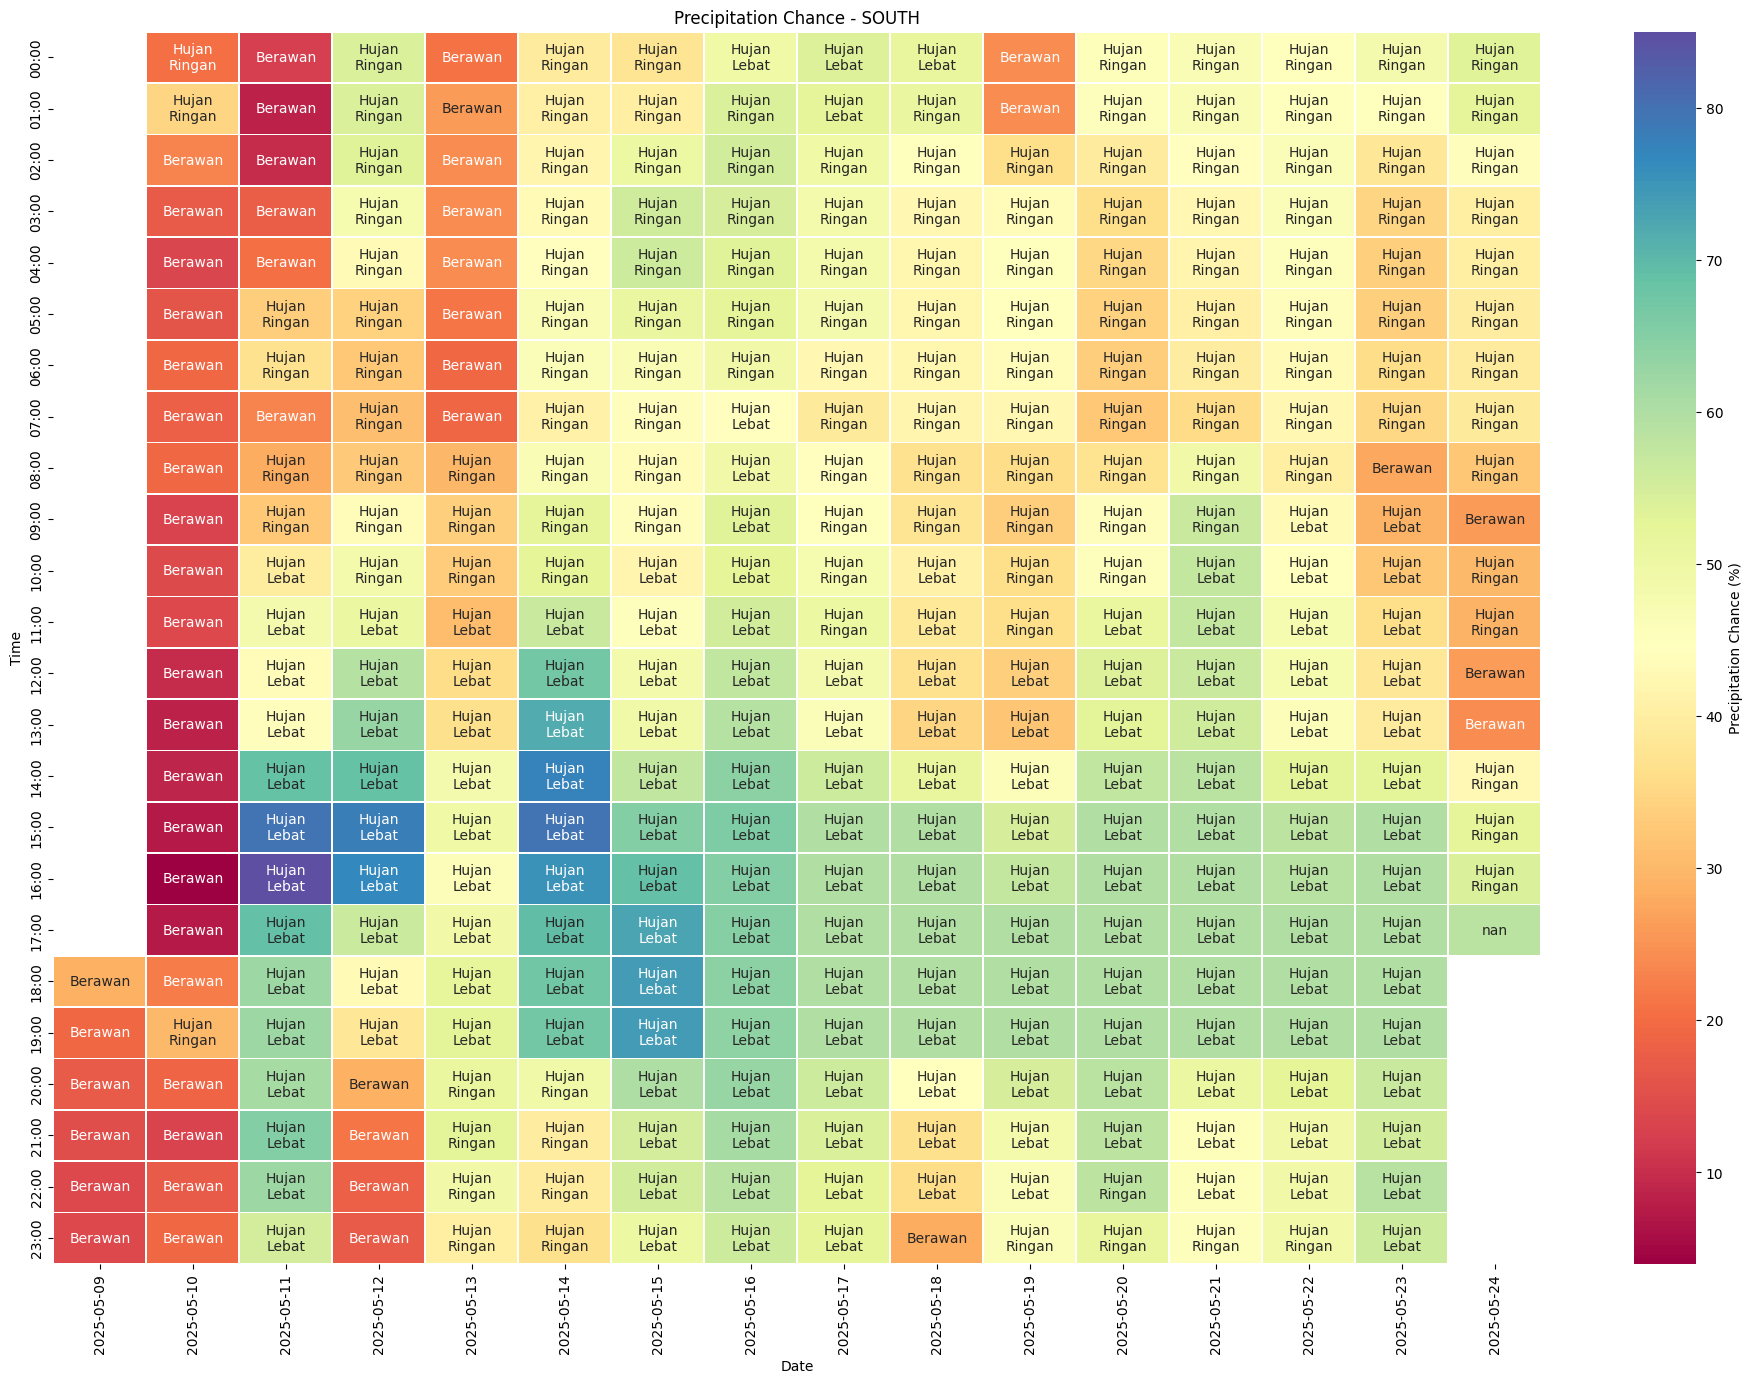 Precipitation Chance - SOUTH
Time
00:00 Hujan Ringan Berawan Hujan Ringan Berawan Hujan Ringan Hujan Ringan Hujan Lebat Hujan Lebat Hujan Lebat Berawan Hujan Ringan Hujan Ringan Hujan Ringan Hujan Ringan Hujan Ringan
01:00 Hujan Ringan Berawan Hujan Ringan Berawan Hujan Ringan Hujan Ringan Hujan Ringan Hujan Lebat Hujan Ringan Berawan Hujan Ringan Hujan Ringan Hujan Ringan Hujan Ringan Hujan Ringan
02:00 Berawan Berawan Hujan Ringan Berawan Hujan Ringan Hujan Ringan Hujan Ringan Hujan Ringan Hujan Ringan Hujan Ringan Hujan Ringan Hujan Ringan Hujan Ringan Hujan Ringan Hujan Ringan
03:00 Berawan Berawan Hujan Ringan Berawan Hujan Ringan Hujan Ringan Hujan Ringan Hujan Ringan Hujan Ringan Hujan Ringan Hujan Ringan Hujan Ringan Hujan Ringan Hujan Ringan Hujan Ringan
04:00 Berawan Berawan Hujan Ringan Berawan Hujan Ringan Hujan Ringan Hujan Ringan Hujan Ringan Hujan Ringan Hujan Ringan Hujan Ringan Hujan Ringan Hujan Ringan Hujan Ringan Hujan Ringan
05:00 Berawan Hujan Ringan Hujan Ringan Berawan Hujan Ringan Hujan Ringan Hujan Ringan Hujan Ringan Hujan Ringan Hujan Ringan Hujan Ringan Hujan Ringan Hujan Ringan Hujan Ringan Hujan Ringan
06:00 Berawan Hujan Ringan Hujan Ringan Berawan Hujan Ringan Hujan Ringan Hujan Ringan Hujan Ringan Hujan Ringan Hujan Ringan Hujan Ringan Hujan Ringan Hujan Ringan Hujan Ringan Hujan Ringan
07:00 Berawan Berawan Hujan Ringan Berawan Hujan Ringan Hujan Ringan Hujan Lebat Hujan Ringan Hujan Ringan Hujan Ringan Hujan Ringan Hujan Ringan Hujan Ringan Hujan Ringan Hujan Ringan
08:00 Berawan Hujan Ringan Hujan Ringan Hujan Ringan Hujan Ringan Hujan Ringan Hujan Lebat Hujan Ringan Hujan Ringan Hujan Ringan Hujan Ringan Hujan Ringan Hujan Ringan Berawan Hujan Ringan
09:00 Berawan Hujan Ringan Hujan Ringan Hujan Ringan Hujan Ringan Hujan Ringan Hujan Lebat Hujan Ringan Hujan Ringan Hujan Ringan Hujan Ringan Hujan Ringan Hujan Lebat Hujan Lebat Berawan
10:00 Berawan Hujan Lebat Hujan Ringan Hujan Ringan Hujan Ringan Hujan Lebat Hujan Lebat Hujan Ringan Hujan Lebat Hujan Ringan Hujan Ringan Hujan Lebat Hujan Lebat Hujan Lebat Hujan Ringan
11:00 Berawan Hujan Lebat Hujan Lebat Hujan Lebat Hujan Lebat Hujan Lebat Hujan Lebat Hujan Ringan Hujan Lebat Hujan Ringan Hujan Lebat Hujan Lebat Hujan Lebat Hujan Lebat Hujan Ringan
12:00 Berawan Hujan Lebat Hujan Lebat Hujan Lebat Hujan Lebat Hujan Lebat Hujan Lebat Hujan Lebat Hujan Lebat Hujan Lebat Hujan Lebat Hujan Lebat Hujan Lebat Hujan Lebat Berawan
13:00 Berawan Hujan Lebat Hujan Lebat Hujan Lebat Hujan Lebat Hujan Lebat Hujan Lebat Hujan Lebat Hujan Lebat Hujan Lebat Hujan Lebat Hujan Lebat Hujan Lebat Hujan Lebat Berawan
14:00 Berawan Hujan Lebat Hujan Lebat Hujan Lebat Hujan Lebat Hujan Lebat Hujan Lebat Hujan Lebat Hujan Lebat Hujan Lebat Hujan Lebat Hujan Lebat Hujan Lebat Hujan Lebat Hujan Ringan
15:00 Berawan Hujan Lebat Hujan Lebat Hujan Lebat Hujan Lebat Hujan Lebat Hujan Lebat Hujan Lebat Hujan Lebat Hujan Lebat Hujan Lebat Hujan Lebat Hujan Lebat Hujan Lebat Hujan Ringan
16:00 Berawan Hujan Lebat Hujan Lebat Hujan Lebat Hujan Lebat Hujan Lebat Hujan Lebat Hujan Lebat Hujan Lebat Hujan Lebat Hujan Lebat Hujan Lebat Hujan Lebat Hujan Lebat Hujan Ringan
17:00 Berawan Hujan Lebat Hujan Lebat Hujan Lebat Hujan Lebat Hujan Lebat Hujan Lebat Hujan Lebat Hujan Lebat Hujan Lebat Hujan Lebat Hujan Lebat Hujan Lebat Hujan Lebat nan
18:00 Berawan Berawan Hujan Lebat Hujan Lebat Hujan Lebat Hujan Lebat Hujan Lebat Hujan Lebat Hujan Lebat Hujan Lebat Hujan Lebat Hujan Lebat Hujan Lebat Hujan Lebat Hujan Lebat
19:00 Berawan Hujan Ringan Hujan Lebat Hujan Lebat Hujan Lebat Hujan Lebat Hujan Lebat Hujan Lebat Hujan Lebat Hujan Lebat Hujan Lebat Hujan Lebat Hujan Lebat Hujan Lebat Hujan Lebat
20:00 Berawan Berawan Hujan Lebat Berawan Hujan Ringan Hujan Ringan Hujan Lebat Hujan Lebat Hujan Lebat Hujan Lebat Hujan Lebat Hujan Lebat Hujan Lebat Hujan Lebat Hujan Lebat
21:00 Berawan Berawan Hujan Lebat Berawan Hujan Ringan Hujan Ringan Hujan Lebat Hujan Lebat Hujan Lebat Hujan Lebat Hujan Lebat Hujan Lebat Hujan Lebat Hujan Lebat Hujan Lebat
22:00 Berawan Berawan Hujan Lebat Berawan Hujan Ringan Hujan Ringan Hujan Lebat Hujan Lebat Hujan Lebat Hujan Lebat Hujan Lebat Hujan Ringan Hujan Lebat Hujan Lebat Hujan Lebat
23:00 Berawan Berawan Hujan Lebat Berawan Hujan Ringan Hujan Ringan Hujan Lebat Hujan Lebat Hujan Lebat Berawan Hujan Ringan Hujan Ringan Hujan Ringan Hujan Ringan Hujan Lebat
2025-05-09 2025-05-10 2025-05-11 2025-05-12 2025-05-13 2025-05-14 2025-05-15 2025-05-16 2025-05-17 2025-05-18 2025-05-19 2025-05-20 2025-05-21 2025-05-22 2025-05-23 2025-05-24
Date
80
70
60
50
40
30
20
10
Precipitation Chance (%)